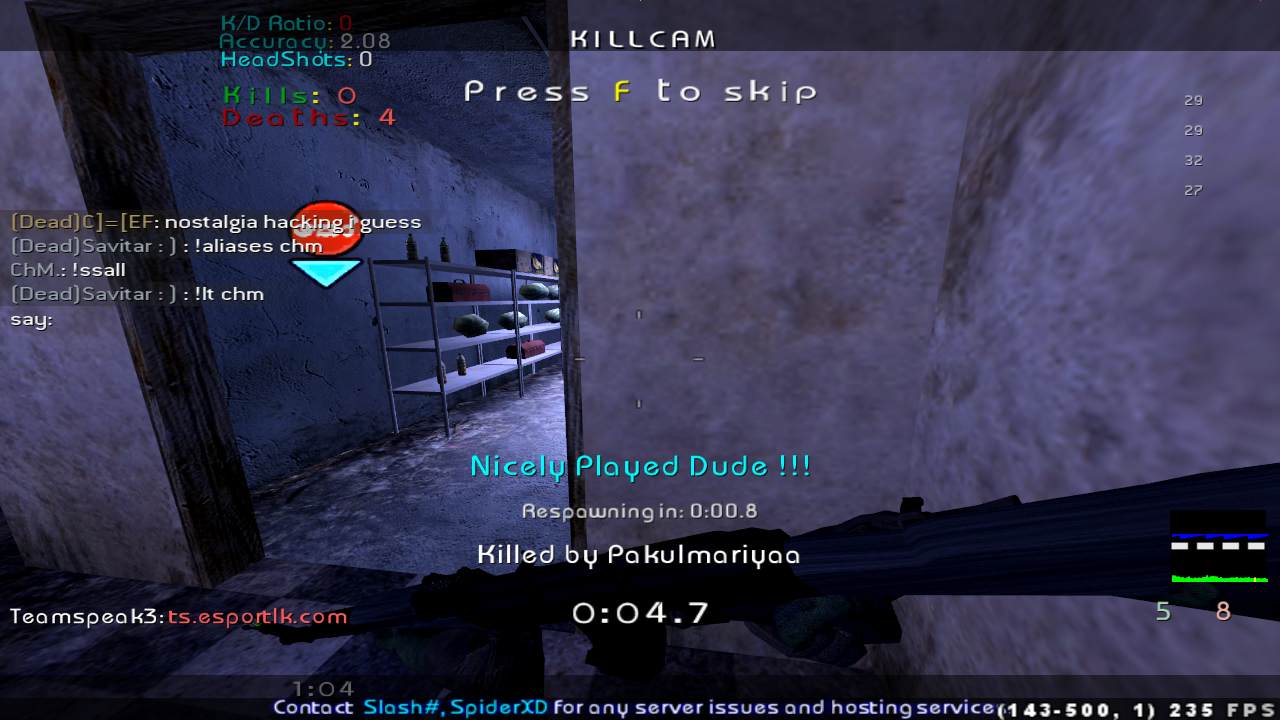 K/D Ratio: 0
Accuracy: 2.08
HeadShots: 0
Kills: 0
Deaths: 4
KILLCAM
Press F to skip
29
29
32
27
(Dead)C]=[EF: nostalgia hacking i guess
(Dead)Savitar : ) : !aliases chm
ChM.: !ssall
(Dead)Savitar : ) : !lt chm
say:
Nicely Played Dude !!!
Respawning in: 0:00.8
Killed by Pakulmariyaa
0:04.7
Teamspeak3: ts.esportlk.com
5 8
1:04
Contact Slash#, SpiderXD for any server issues and hosting services
(143-500, 1) 235 FPS